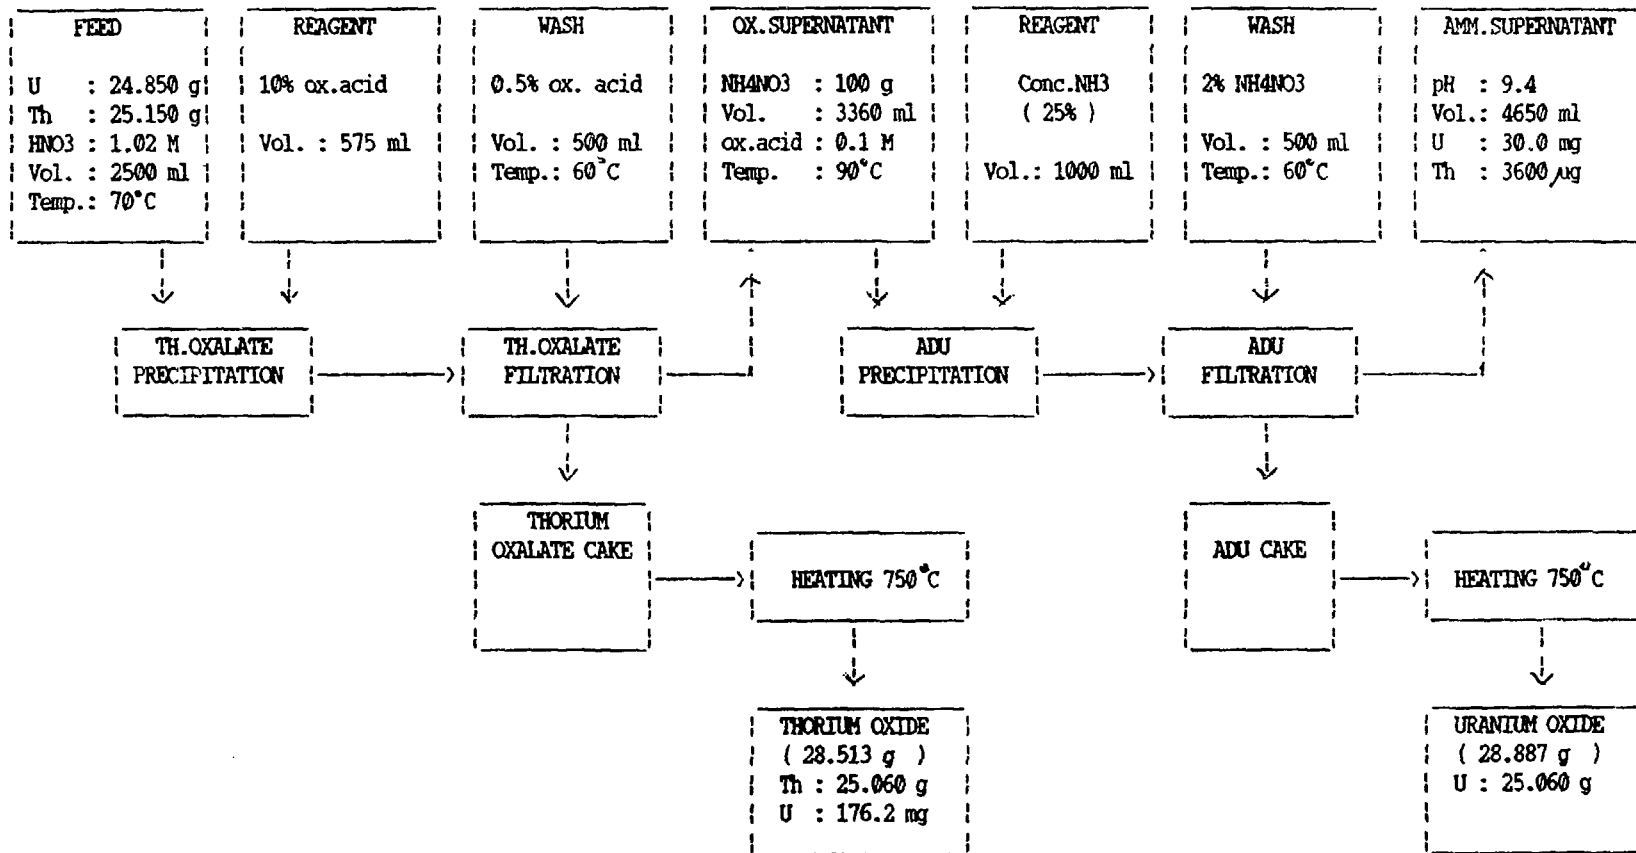 FEED
U : 24.850 g
Th : 25.150 g
HNO3 : 1.02 M
Vol. : 2500 ml
Temp.: 70°C
REAGENT
10% ox.acid
Vol. : 575 ml
WASH
0.5% ox. acid
Vol. : 500 ml
Temp.: 60°C
OX.SUPERNATANT
NH4NO3 : 100 g
Vol. : 3360 ml
ox.acid : 0.1 M
Temp. : 90°C
REAGENT
Conc.NH3
( 25% )
Vol.: 1000 ml
WASH
2% NH4NO3
Vol. : 500 ml
Temp.: 60°C
AMM.SUPERNATANT
pH : 9.4
Vol.: 4650 ml
U : 30.0 mg
Th : 3600 µg
TH.OXALATE
PRECIPITATION
TH.OXALATE
FILTRATION
ADU
PRECIPITATION
ADU
FILTRATION
THORIUM
OXALATE CAKE
HEATING 750°C
ADU CAKE
HEATING 750°C
THORIUM OXIDE
( 28.513 g )
Th : 25.060 g
U : 176.2 mg
URANIUM OXIDE
( 28.887 g )
U : 25.060 g